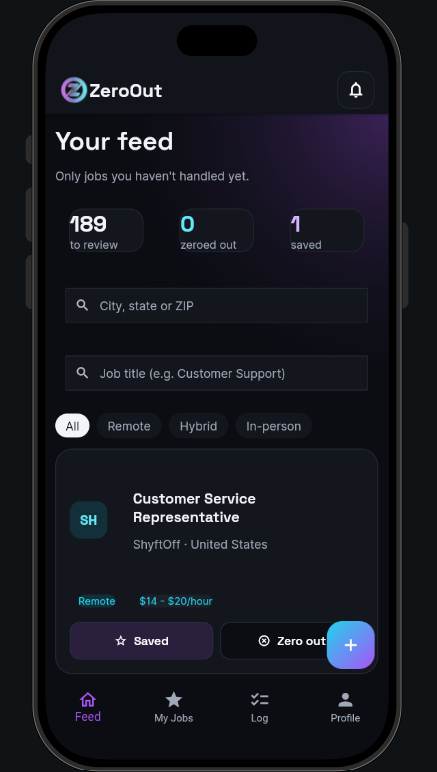 ZeroOut
Your feed
Only jobs you haven't handled yet.
189
to review
0
zeroed out
1
saved
City, state or ZIP
Job title (e.g. Customer Support)
All
Remote
Hybrid
In-person
SH
Customer Service
Representative
ShyftOff · United States
Remote
$14 - $20/hour
Saved
Zero out
Feed
My Jobs
Log
Profile